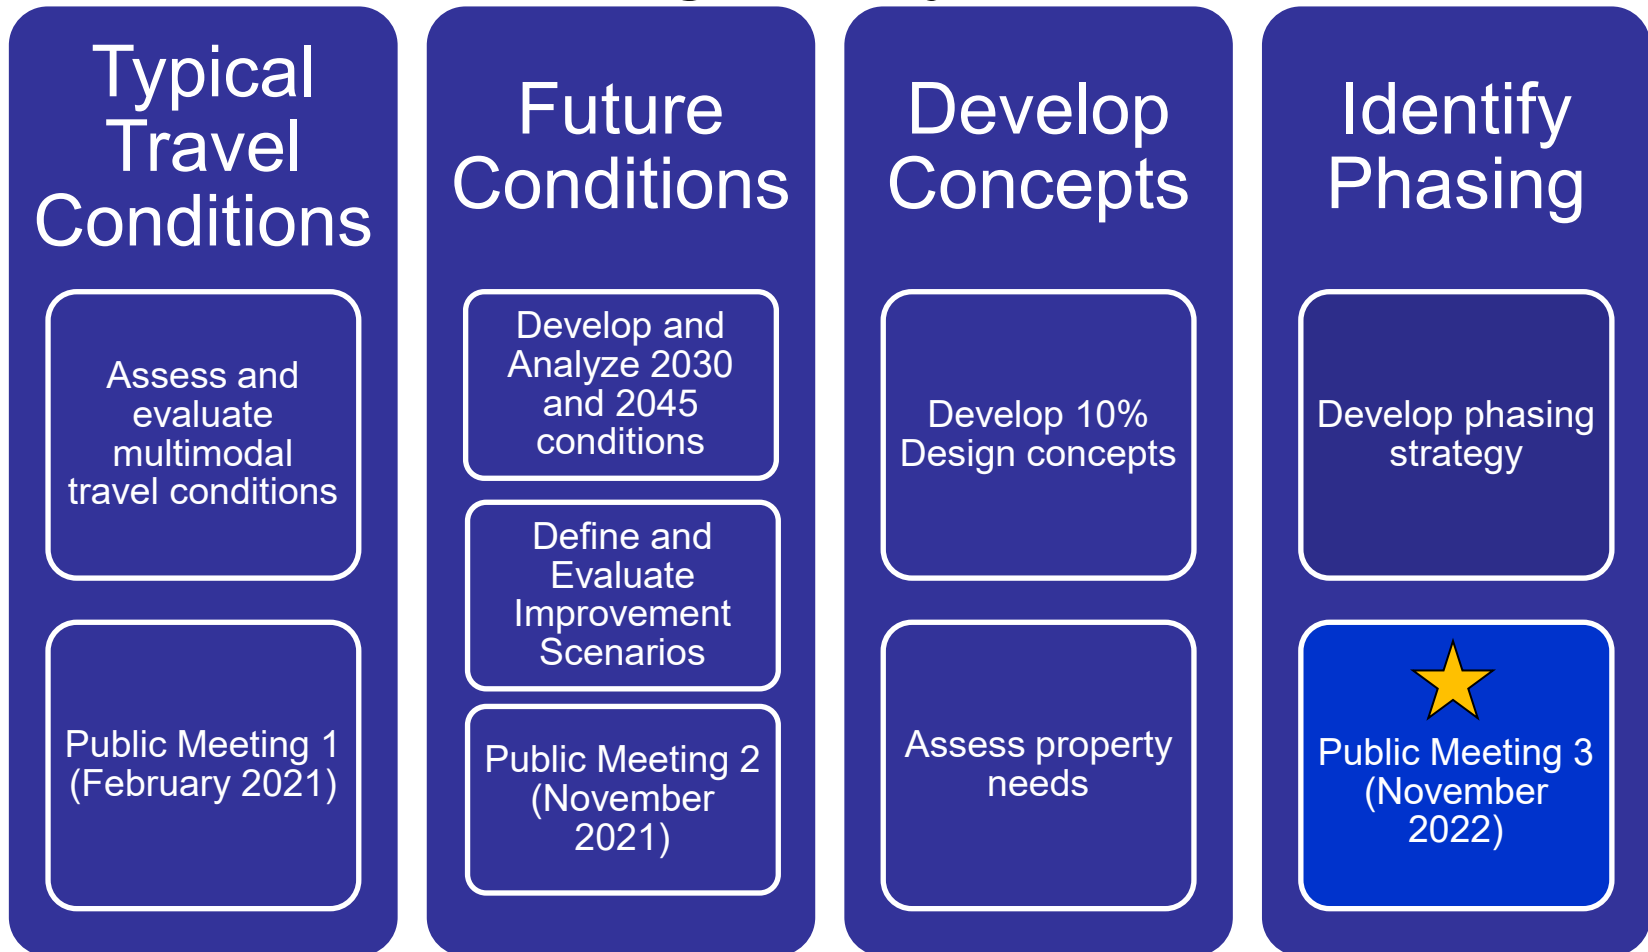 Typical
Travel
Conditions
Assess and
evaluate
multimodal
travel conditions
Public Meeting 1
(February 2021)
Future
Conditions
Develop and
Analyze 2030
and 2045
conditions
Define and
Evaluate
Improvement
Scenarios
Public Meeting 2
(November
2021)
Develop
Concepts
Develop 10%
Design concepts
Assess property
needs
Identify
Phasing
Develop phasing
strategy
Public Meeting 3
(November
2022)